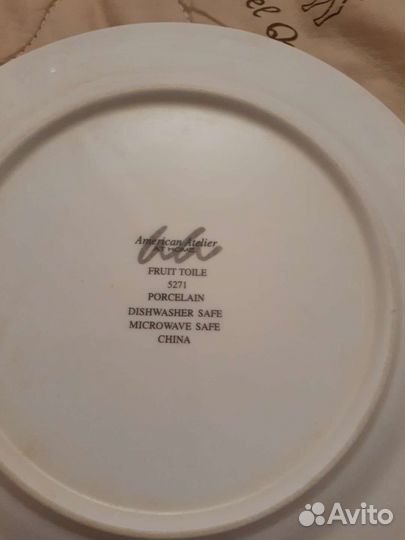 American Atelier
AT HOME
FRUIT TOILE
5271
PORCELAIN
DISHWASHER SAFE
MICROWAVE SAFE
CHINA
Avito